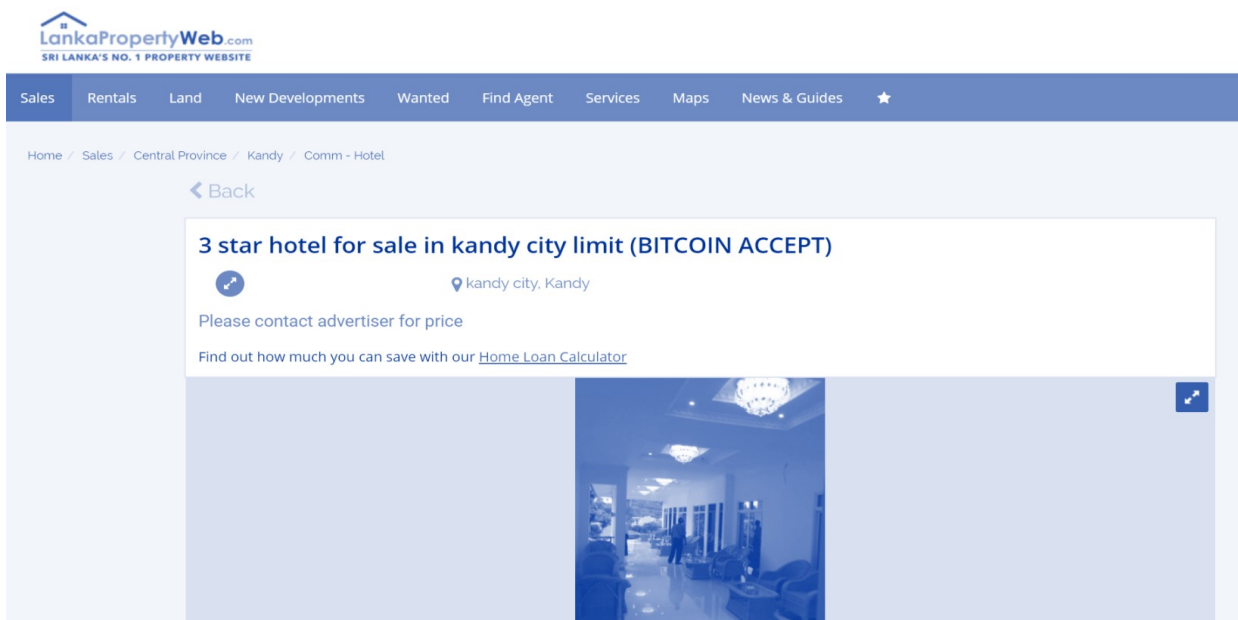 LankaPropertyWeb.com
SRI LANKA'S NO. 1 PROPERTY WEBSITE
Sales Rentals Land New Developments Wanted Find Agent Services Maps News & Guides
Home / Sales / Central Province / Kandy / Comm - Hotel
Back
3 star hotel for sale in kandy city limit (BITCOIN ACCEPT)
kandy city, Kandy
Please contact advertiser for price
Find out how much you can save with our Home Loan Calculator